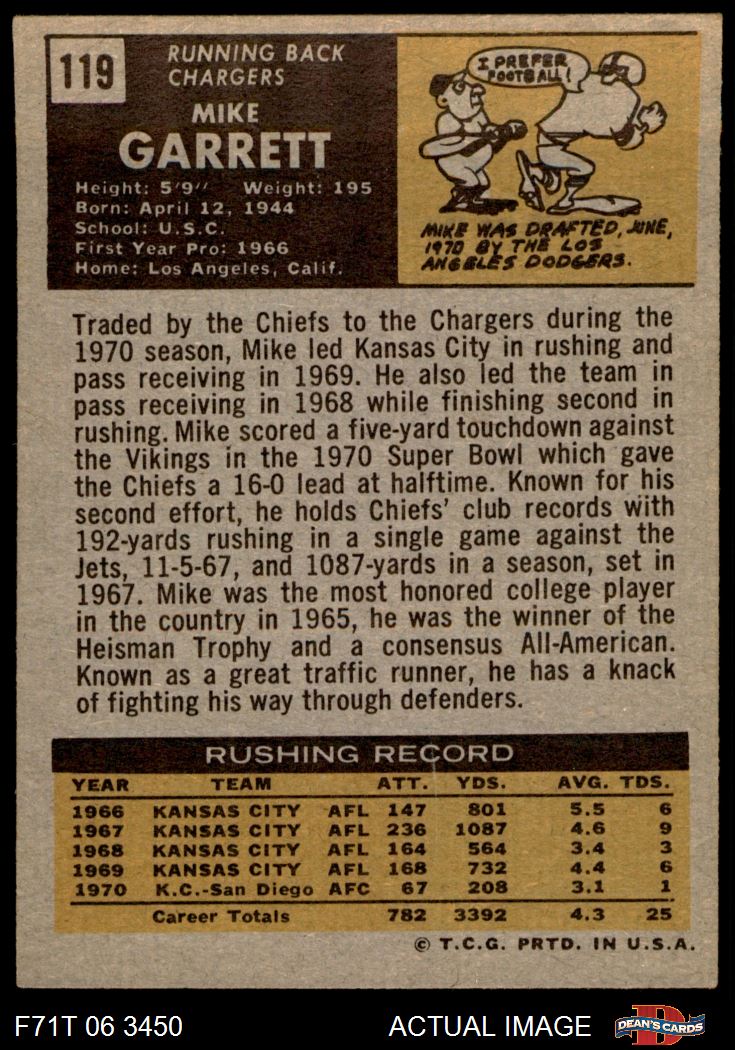 119
RUNNING BACK
CHARGERS
MIKE
GARRETT
Height: 5'9" Weight: 195
Born: April 12, 1944
School: U.S.C.
First Year Pro: 1966
Home: Los Angeles, Calif.
I PREFER
FOOTBALL!
MIKE WAS DRAFTED, JUNE,
1970 BY THE LOS
ANGELES DODGERS.
Traded by the Chiefs to the Chargers during the
1970 season, Mike led Kansas City in rushing and
pass receiving in 1969. He also led the team in
pass receiving in 1968 while finishing second in
rushing. Mike scored a five-yard touchdown against
the Vikings in the 1970 Super Bowl which gave
the Chiefs a 16-0 lead at halftime. Known for his
second effort, he holds Chiefs' club records with
192-yards rushing in a single game against the
Jets, 11-5-67, and 1087-yards in a season, set in
1967. Mike was the most honored college player
in the country in 1965, he was the winner of the
Heisman Trophy and a consensus All-American.
Known as a great traffic runner, he has a knack
of fighting his way through defenders.
RUSHING RECORD
YEAR TEAM ATT. YDS. AVG. TDS.
1966 KANSAS CITY AFL 147 801 5.5 6
1967 KANSAS CITY AFL 236 1087 4.6 9
1968 KANSAS CITY AFL 164 564 3.4 3
1969 KANSAS CITY AFL 168 732 4.4 6
1970 K.C.-San Diego AFC 67 208 3.1 1
Career Totals 782 3392 4.3 25
© T.C.G. PRTD. IN U.S.A.
F71T 06 3450 ACTUAL IMAGE
D
DEAN'S CARDS